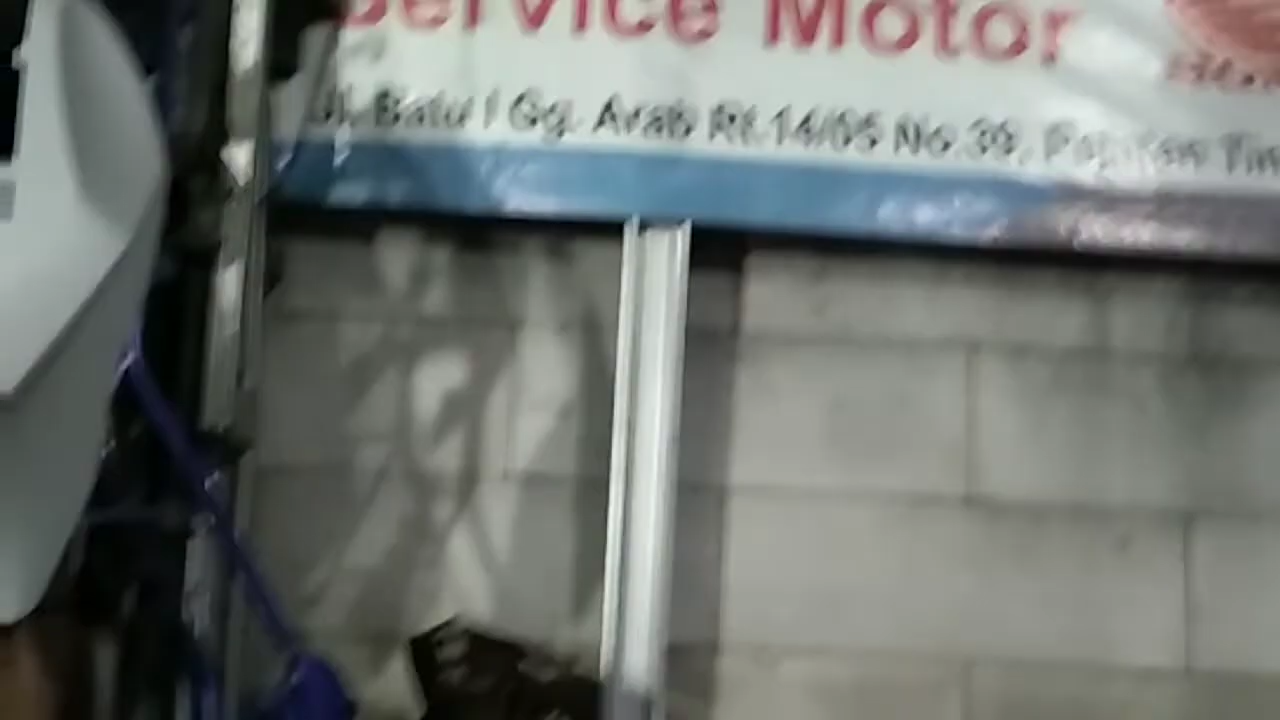 Service Motor
Jl. Batu I Gg. Arab Rt.14/05 No.39,